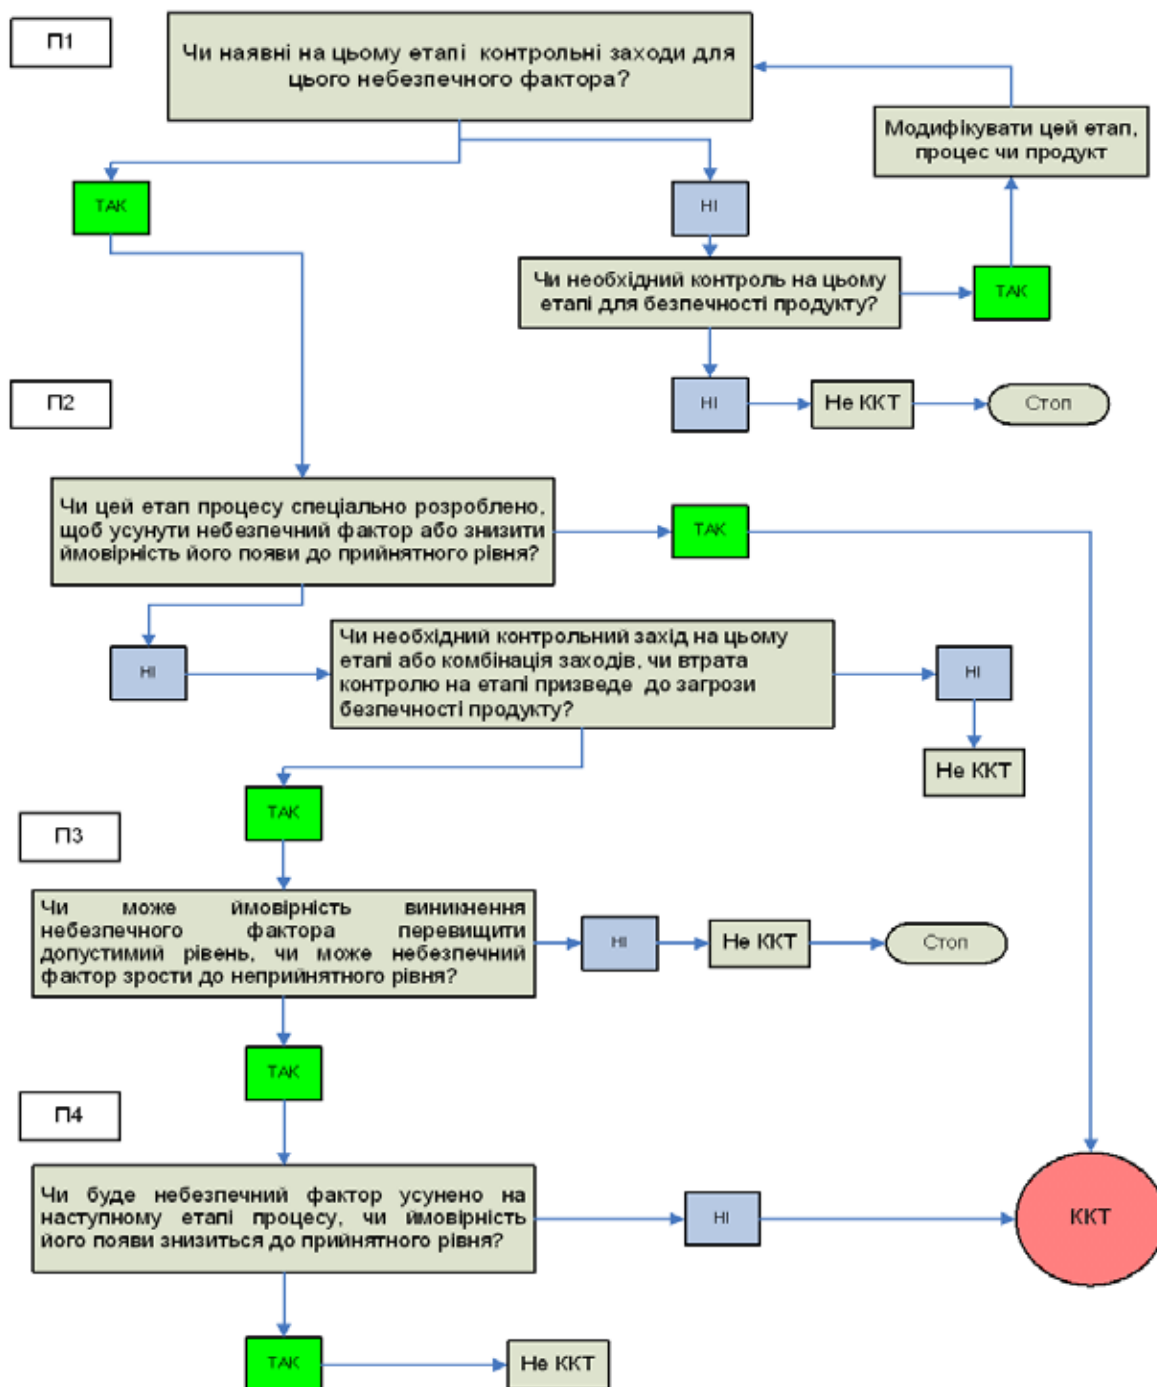 П1
Чи наявні на цьому етапі контрольні заходи для
цього небезпечного фактора?
Модифікувати цей етап,
процес чи продукт
ТАК
НІ
Чи необхідний контроль на цьому
етапі для безпечності продукту?
ТАК
П2
НІ
Не ККТ
Стоп
Чи цей етап процесу спеціально розроблено,
щоб усунути небезпечний фактор або знизити
ймовірність його появи до прийнятного рівня?
ТАК
НІ
Чи необхідний контрольний захід на цьому
етапі або комбінація заходів, чи втрата
контролю на етапі призведе до загрози
безпечності продукту?
НІ
Не ККТ
ТАК
П3
Чи може ймовірність виникнення
небезпечного фактора перевищити
допустимий рівень, чи може небезпечний
фактор зрости до неприйнятного рівня?
НІ
Не ККТ
Стоп
ТАК
П4
Чи буде небезпечний фактор усунено на
наступному етапі процесу, чи ймовірність
його появи знизиться до прийнятного рівня?
НІ
ККТ
ТАК
Не ККТ